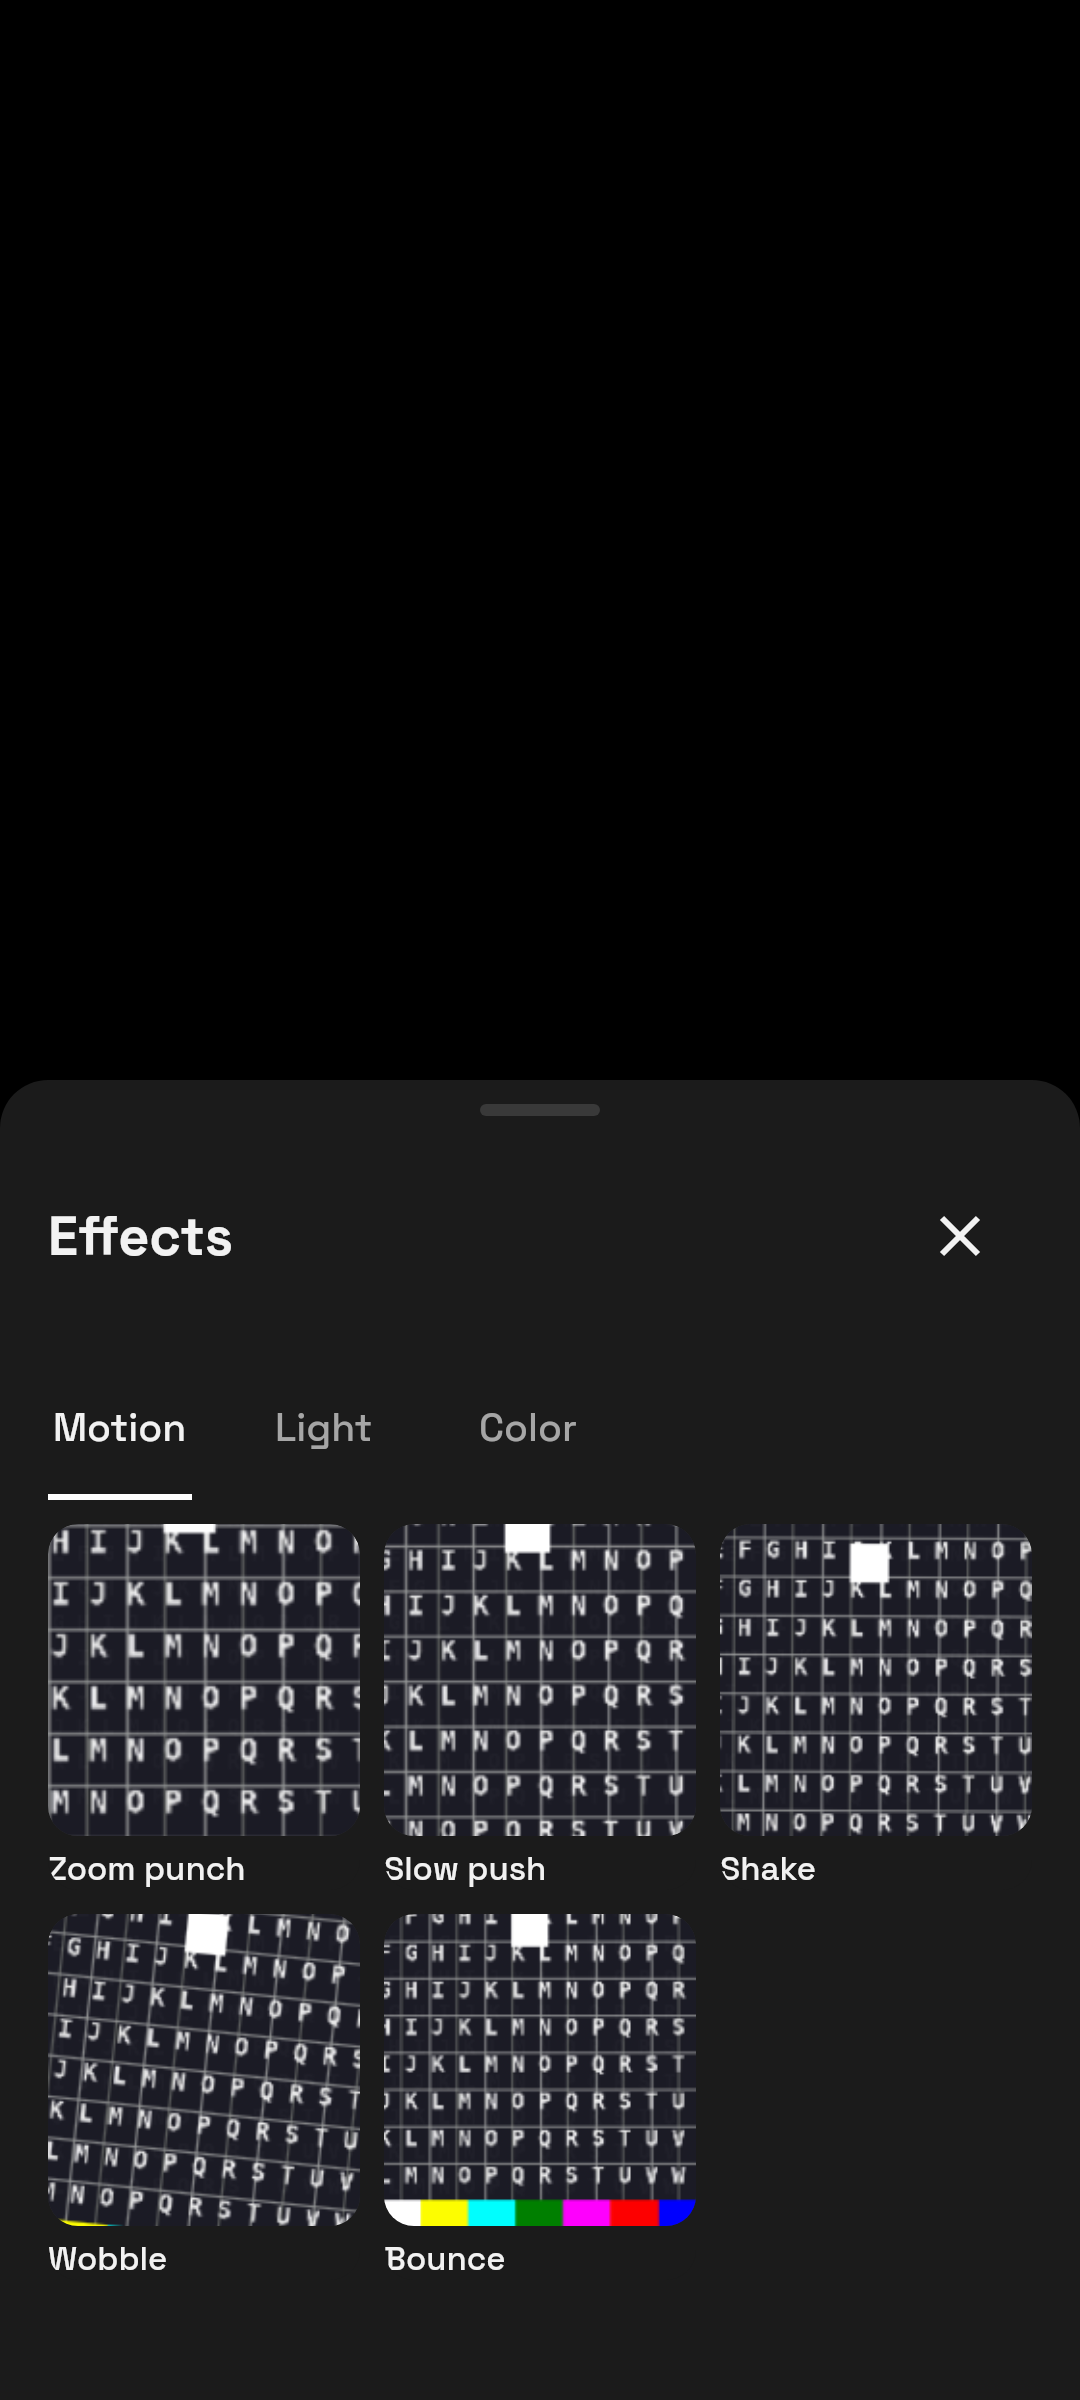 Effects
Motion Light Color
H I J K L M N O
I J K L M N O P
J K L M N O P Q
K L M N O P Q R
L M N O P Q R S
M N O P Q R S T
G H I J K L M N O P
H I J K L M N O P Q
I J K L M N O P Q R
J K L M N O P Q R S
K L M N O P Q R S T
L M N O P Q R S T U
N O P Q R S T U V
F G H I K L M N O P
G H I J K L M N O P Q
H I J K L M N O P Q R
I J K L M N O P Q R S
J K L M N O P Q R S T
K L M N O P Q R S T U
L M N O P Q R S T U V
M N O P Q R S T U V W
Zoom punch Slow push Shake
H I L M N O
G H I J K L M N O P
H I J K L M N O P Q
I J K L M N O P Q R S
J K L M N O P Q R S T
K L M N O P Q R S T U
L M N O P Q R S T U V
M N O P Q R S T U V W
F G H I L M N O P
F G H I J K L M N O P Q
G H I J K L M N O P Q R
H I J K L M N O P Q R S
I J K L M N O P Q R S T
J K L M N O P Q R S T U
K L M N O P Q R S T U V
L M N O P Q R S T U V W
Wobble Bounce